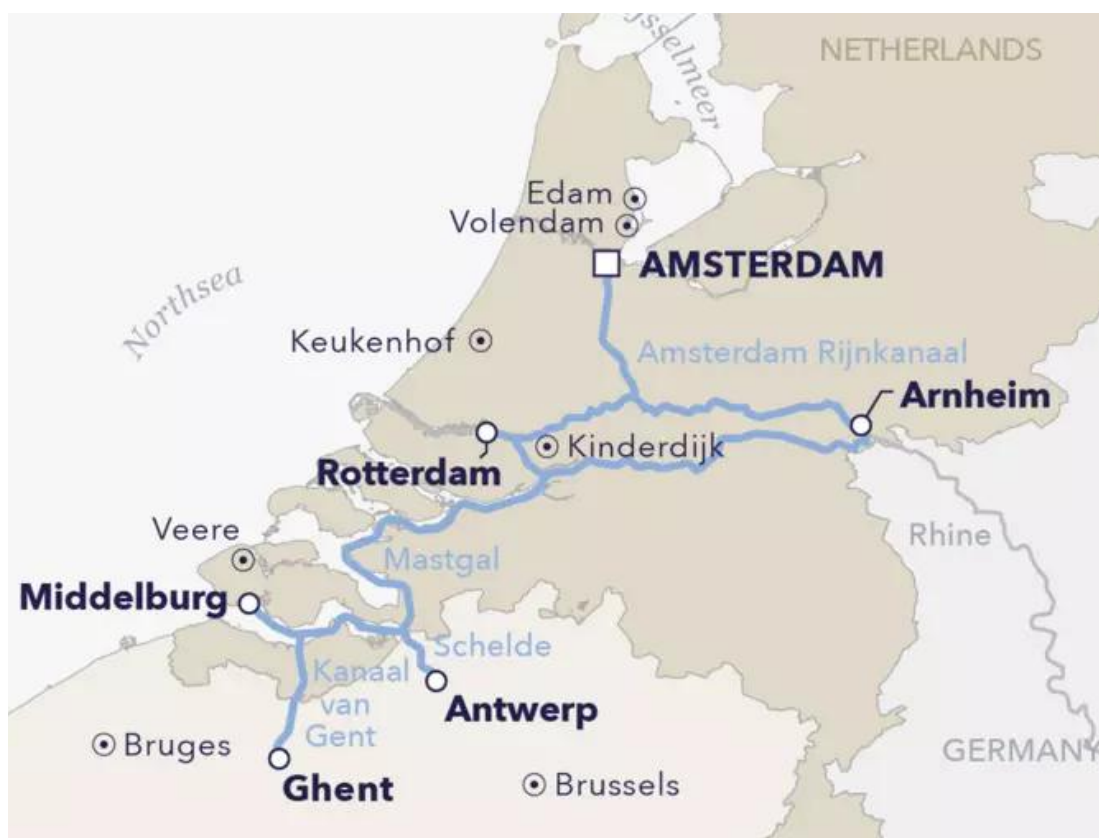 NETHERLANDS
Ijsselmeer
Edam
Volendam
AMSTERDAM
Northsea
Keukenhof
Amsterdam Rijnkanaal
Arnheim
Kinderdijk
Rotterdam
Veere
Mastgal
Rhine
Middelburg
Schelde
Kanaal
van
Gent
Antwerp
Bruges
GERMANY
Ghent
Brussels